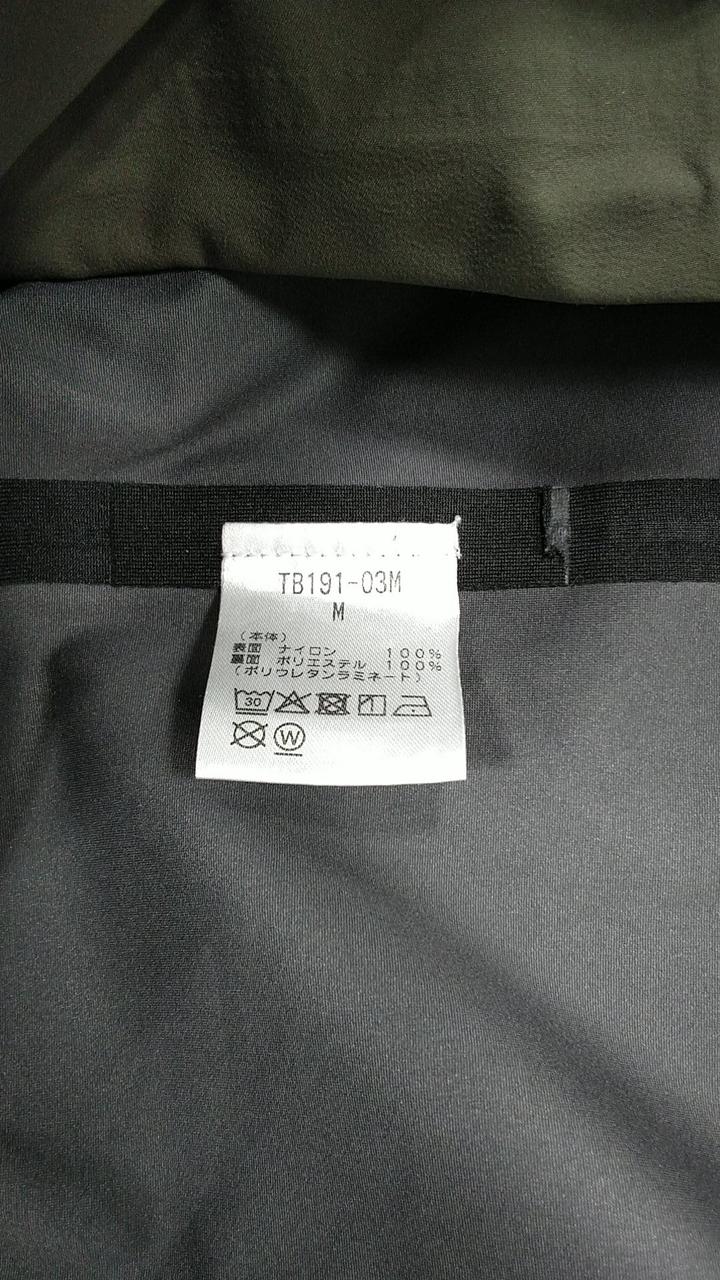 TB191-03M
M
(本体)
表面 ナイロン 100%
裏面 ポリエステル 100%
(ポリウレタンラミネート)
30
W